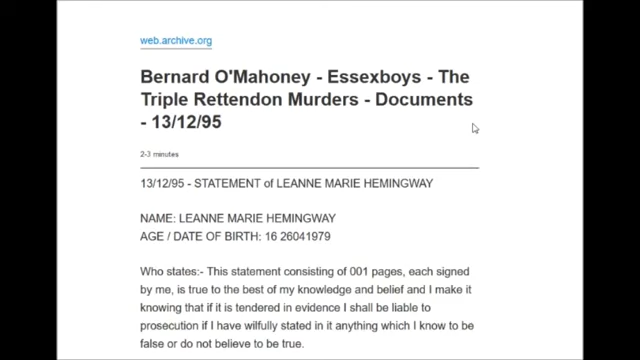 web.archive.org
Bernard O'Mahoney - Essexboys - The
Triple Rettendon Murders - Documents
- 13/12/95
2-3 minutes
13/12/95 - STATEMENT of LEANNE MARIE HEMINGWAY
NAME: LEANNE MARIE HEMINGWAY
AGE / DATE OF BIRTH: 16 26041979
Who states:- This statement consisting of 001 pages, each signed
by me, is true to the best of my knowledge and belief and I make it
knowing that if it is tendered in evidence I shall be liable to
prosecution if I have wilfully stated in it anything which I know to be
false or do not believe to be true.